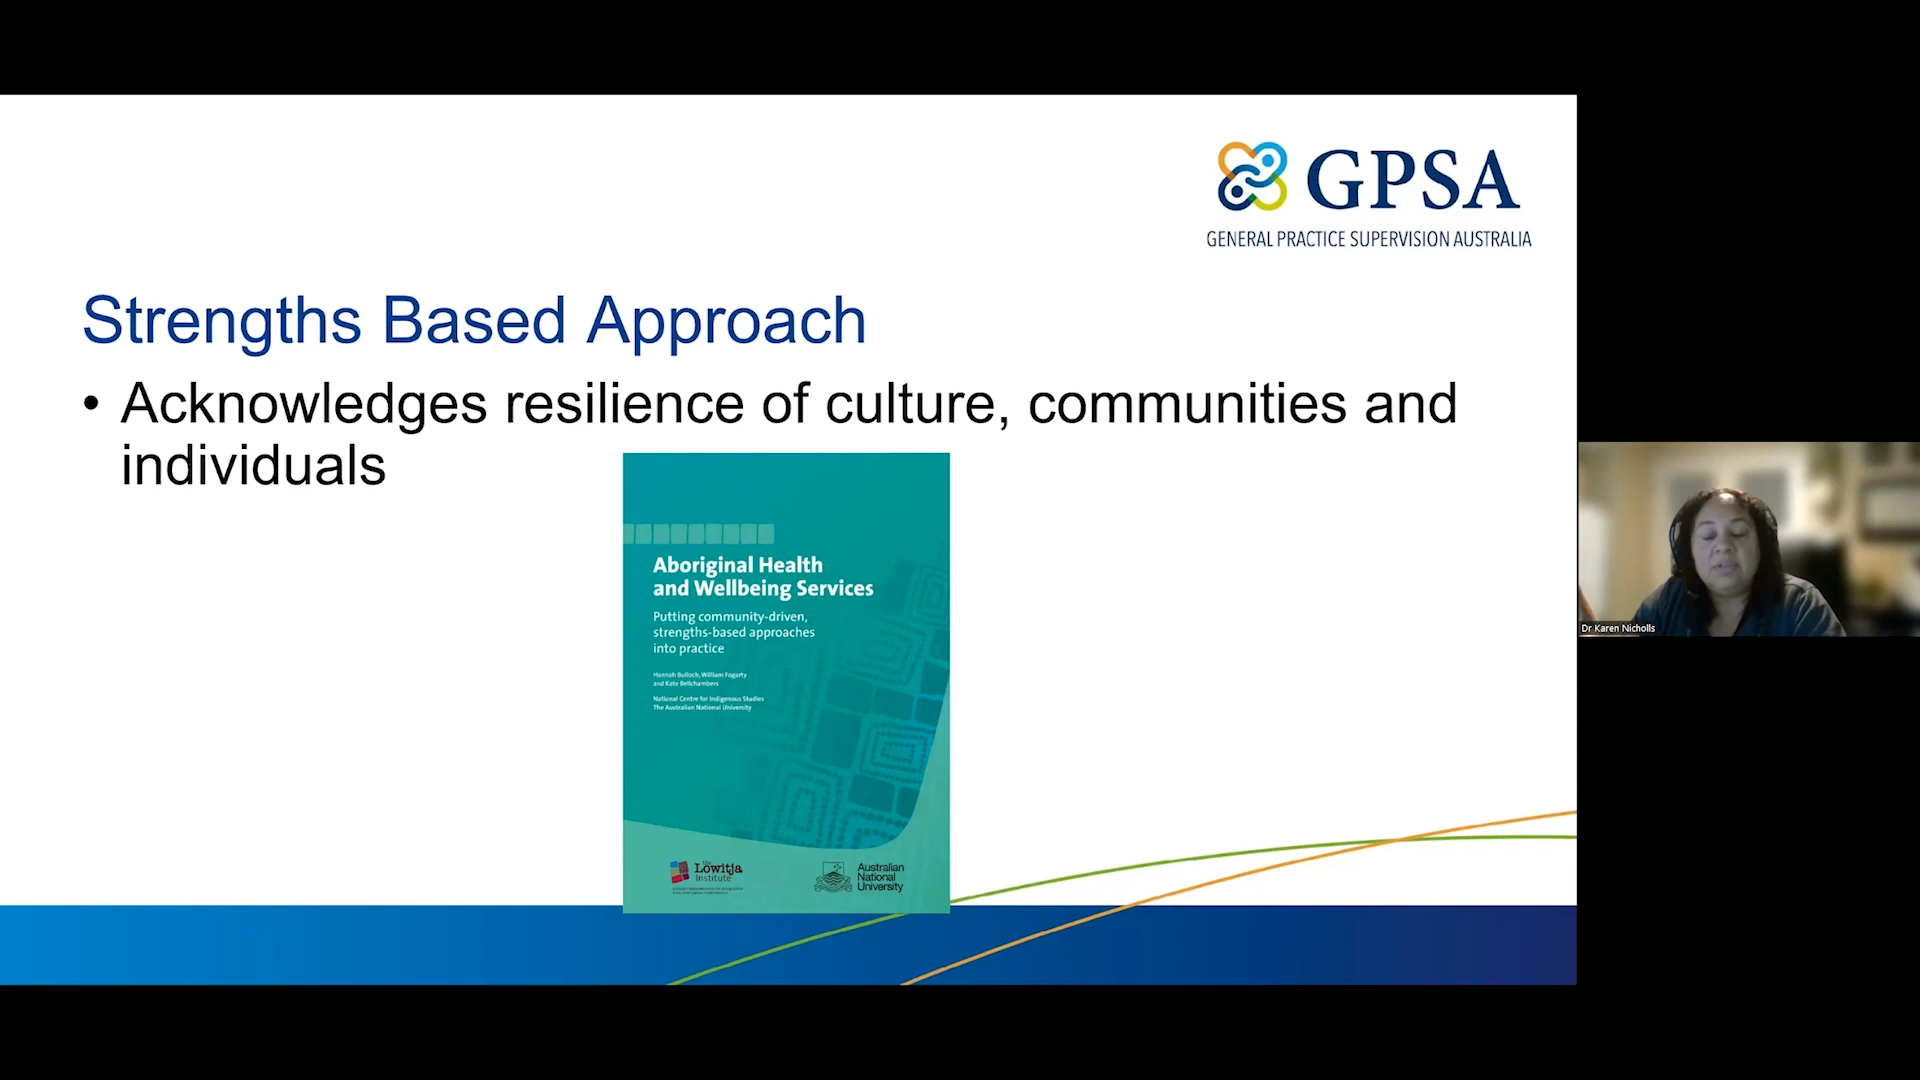 GPSA
GENERAL PRACTICE SUPERVISION AUSTRALIA
Strengths Based Approach
• Acknowledges resilience of culture, communities and
individuals
Aboriginal Health
and Wellbeing Services
Putting community-driven,
strengths-based approaches
into practice
Hannah Bulloch, William Fogarty
and Kate Bellchambers
National Centre for Indigenous Studies
The Australian National University
The
Lowitja
Institute
Australian
National
University
Dr Karen Nicholls